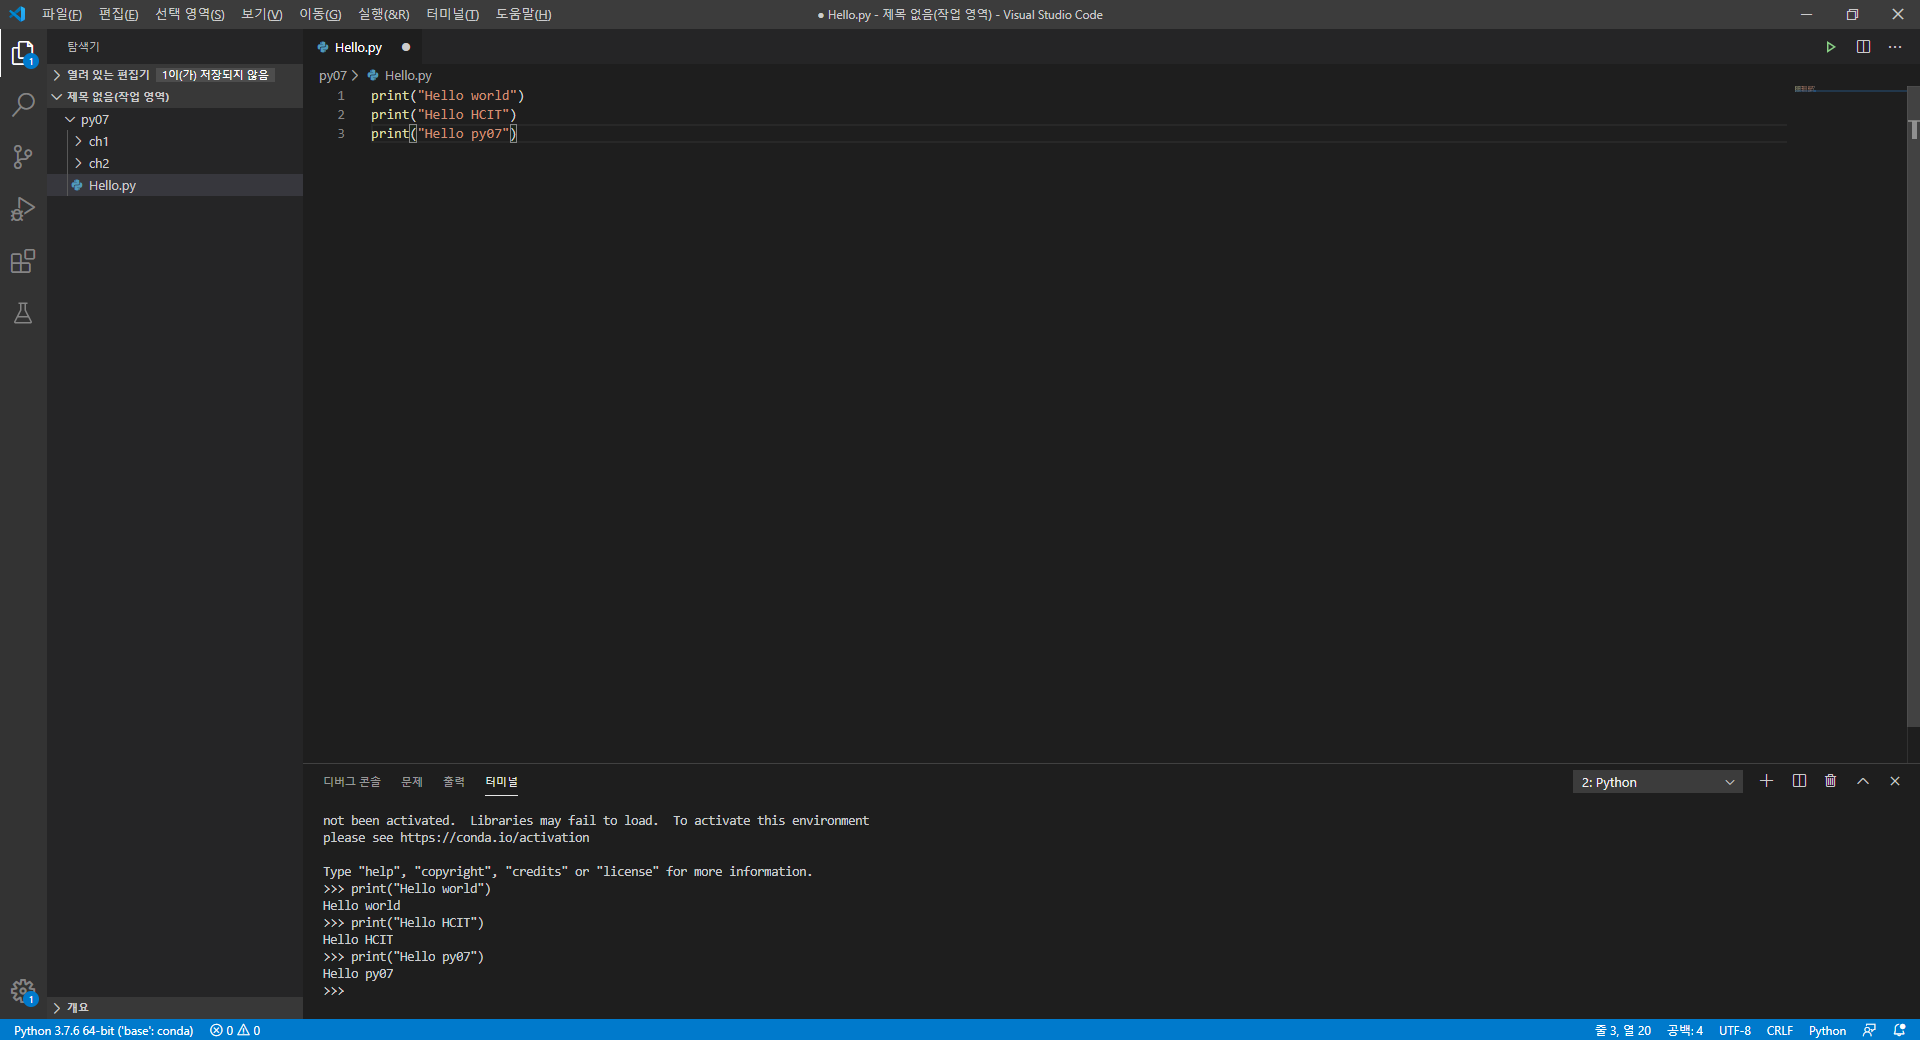 파일(F) 편집(E) 선택 영역(S) 보기(V) 이동(G) 실행(&R) 터미널(T) 도움말(H)
● Hello.py - 제목 없음(작업 영역) - Visual Studio Code
탐색기
열려 있는 편집기 1이(가) 저장되지 않음
제목 없음(작업 영역)
py07
ch1
ch2
Hello.py
개요
Hello.py
py07 > Hello.py
1 print("Hello world")
2 print("Hello HCIT")
3 print("Hello py07")
디버그 콘솔 문제 출력 터미널
2: Python
not been activated.  Libraries may fail to load.  To activate this environment
please see https://conda.io/activation
Type "help", "copyright", "credits" or "license" for more information.
>>> print("Hello world")
Hello world
>>> print("Hello HCIT")
Hello HCIT
>>> print("Hello py07")
Hello py07
>>>
1
1
Python 3.7.6 64-bit ('base': conda) 0 0
줄 3, 열 20 공백: 4 UTF-8 CRLF Python